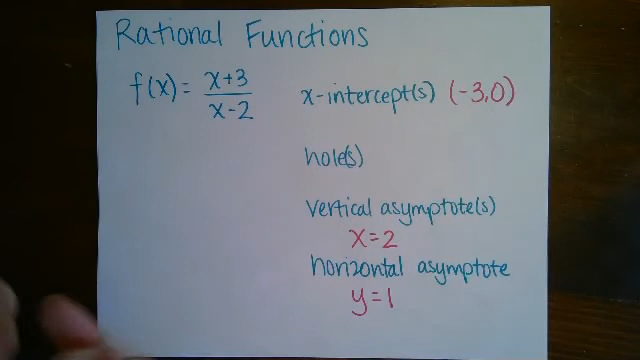 Rational Functions
f(x) = x+3 / x-2
x-intercept(s) (-3,0)
hole(s)
vertical asymptote(s)
x=2
horizontal asymptote
y=1